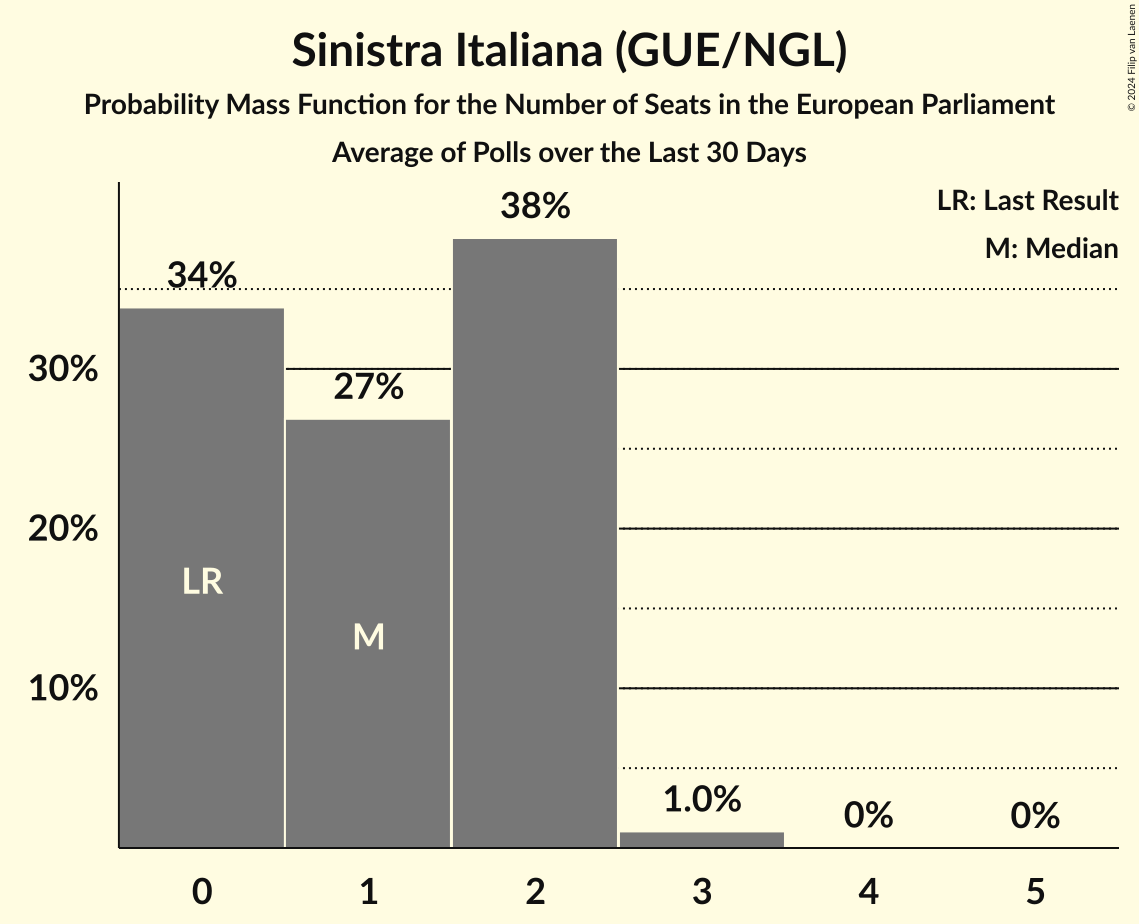 Sinistra Italiana (GUE/NGL)
Probability Mass Function for the Number of Seats in the European Parliament
Average of Polls over the Last 30 Days
© 2024 Filip van Laenen
LR: Last Result
M: Median
38%
34%
30%
27%
20%
LR
M
10%
1.0%
0%
0%
0 1 2 3 4 5